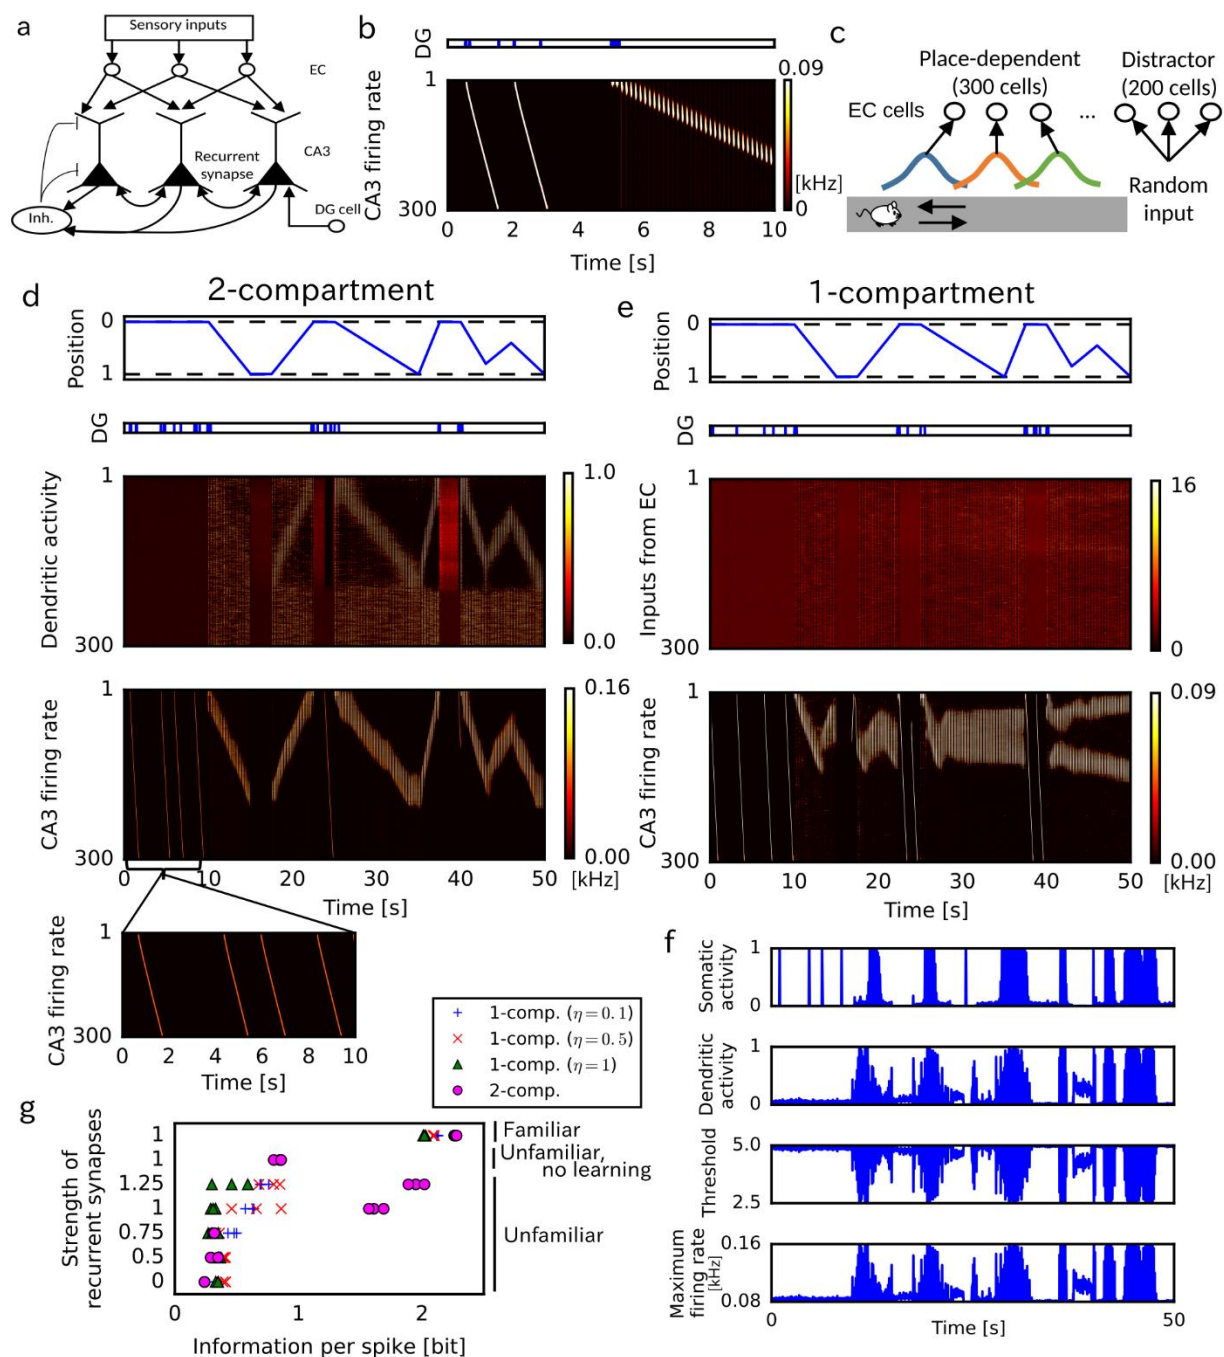 a
Sensory inputs
EC
CA3
Recurrent
synapse
Inh.
DG cell
b
DG
CA3 firing rate
1
300
0.09
[kHz]
0
0 2 4 6 8 10
Time [s]
c
Place-dependent
(300 cells)
Distractor
(200 cells)
EC cells
...
Random
input
d
2-compartment
Position
0
1
DG
Dendritic activity
1
300
1.0
0.0
CA3 firing rate
1
300
0.16
0.00
[kHz]
0 10 20 30 40 50
Time [s]
CA3 firing rate
1
300
0 2 4 6 8 10
Time [s]
1-compartment
e
Position
0
1
DG
Inputs from EC
1
300
16
0
CA3 firing rate
1
300
0.09
0.00
[kHz]
0 10 20 30 40 50
Time [s]
f
Somatic
activity
1
0
Dendritic
activity
1
0
Threshold
5.0
2.5
Maximum
firing rate
[kHz]
0.16
0.08
0 50
Time [s]
1-comp. (η=0.1)
1-comp. (η=0.5)
1-comp. (η=1)
2-comp.
g
Strength of
recurrent synapses
1
1
1.25
1
0.75
0.5
0
Familiar
Unfamiliar,
no learning
Unfamiliar
0 1 2
Information per spike [bit]